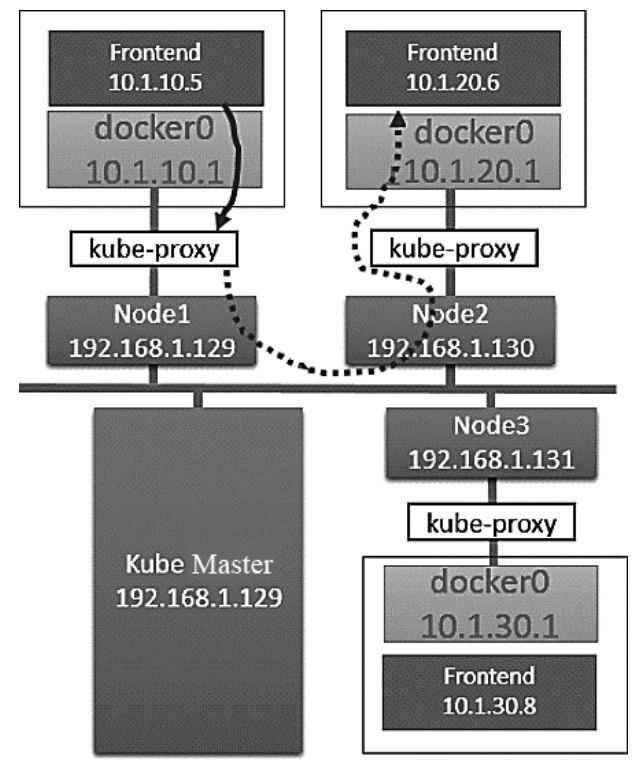 Frontend
10.1.10.5
docker0
10.1.10.1
kube-proxy
Node1
192.168.1.129
Frontend
10.1.20.6
docker0
10.1.20.1
kube-proxy
Node2
192.168.1.130
Kube Master
192.168.1.129
Node3
192.168.1.131
kube-proxy
docker0
10.1.30.1
Frontend
10.1.30.8